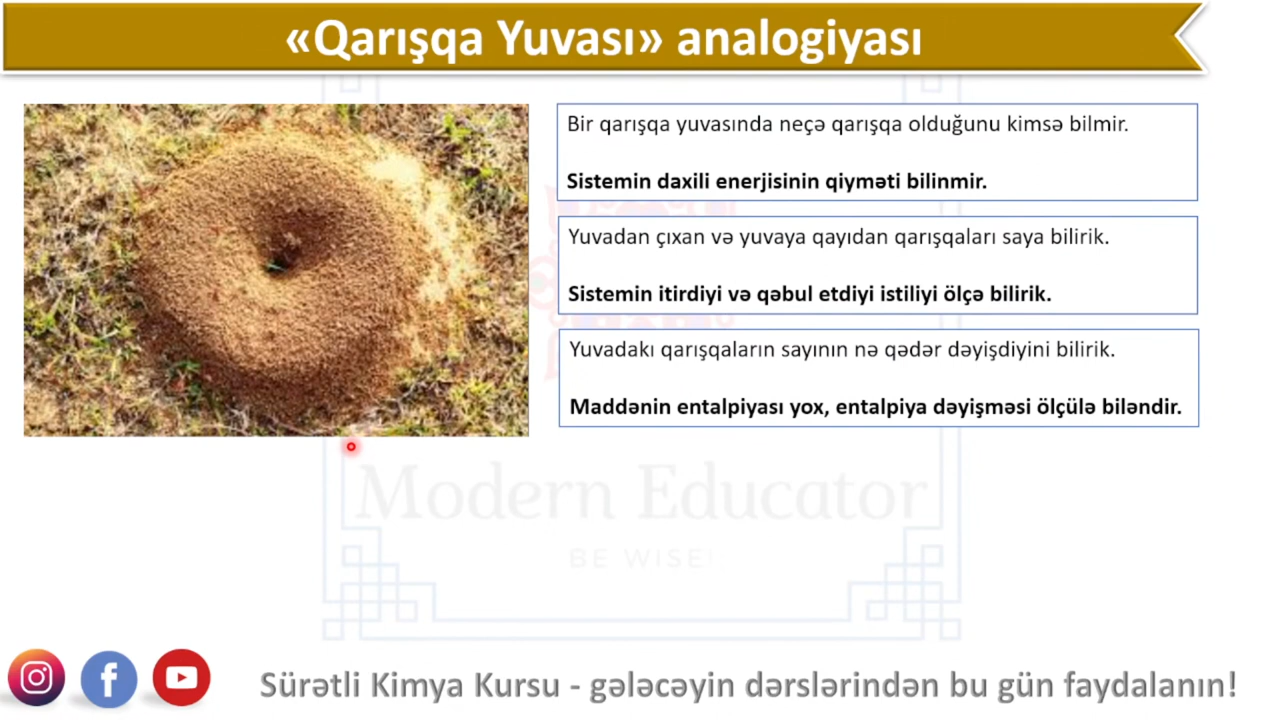 «Qarışqa Yuvası» analogiyası
Bir qarışqa yuvasında neçə qarışqa olduğunu kimsə bilmir.
Sistemin daxili enerjisinin qiyməti bilinmir.
Yuvadan çıxan və yuvaya qayıdan qarışqaları saya bilirik.
Sistemin itirdiyi və qəbul etdiyi istiliyi ölçə bilirik.
Yuvadakı qarışqaların sayının nə qədər dəyişdiyini bilirik.
Maddənin entalpiyası yox, entalpiya dəyişməsi ölçülə biləndir.
Modern Educator
BE WISE!
Sürətli Kimya Kursu - gələcəyin dərslərindən bu gün faydalanın!